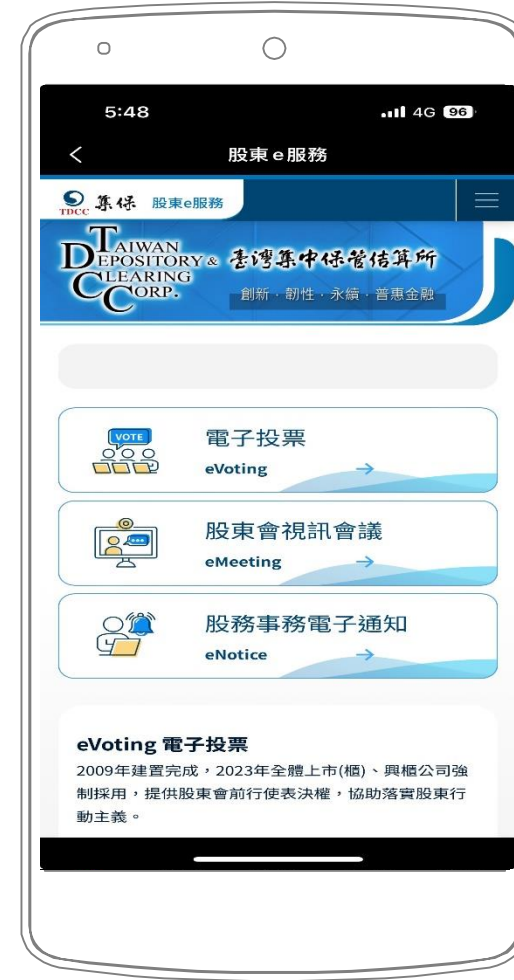 5:48
4G 96
股東e服務
TDCC 集保 股東e服務
TAIWAN
DEPOSITORY &
CLEARING
CORP.
臺灣集中保管結算所
創新．韌性．永續．普惠金融
VOTE
電子投票
eVoting
股東會視訊會議
eMeeting
股務事務電子通知
eNotice
eVoting 電子投票
2009年建置完成，2023年全體上市(櫃)、興櫃公司強
制採用，提供股東會前行使表決權，協助落實股東行
動主義。